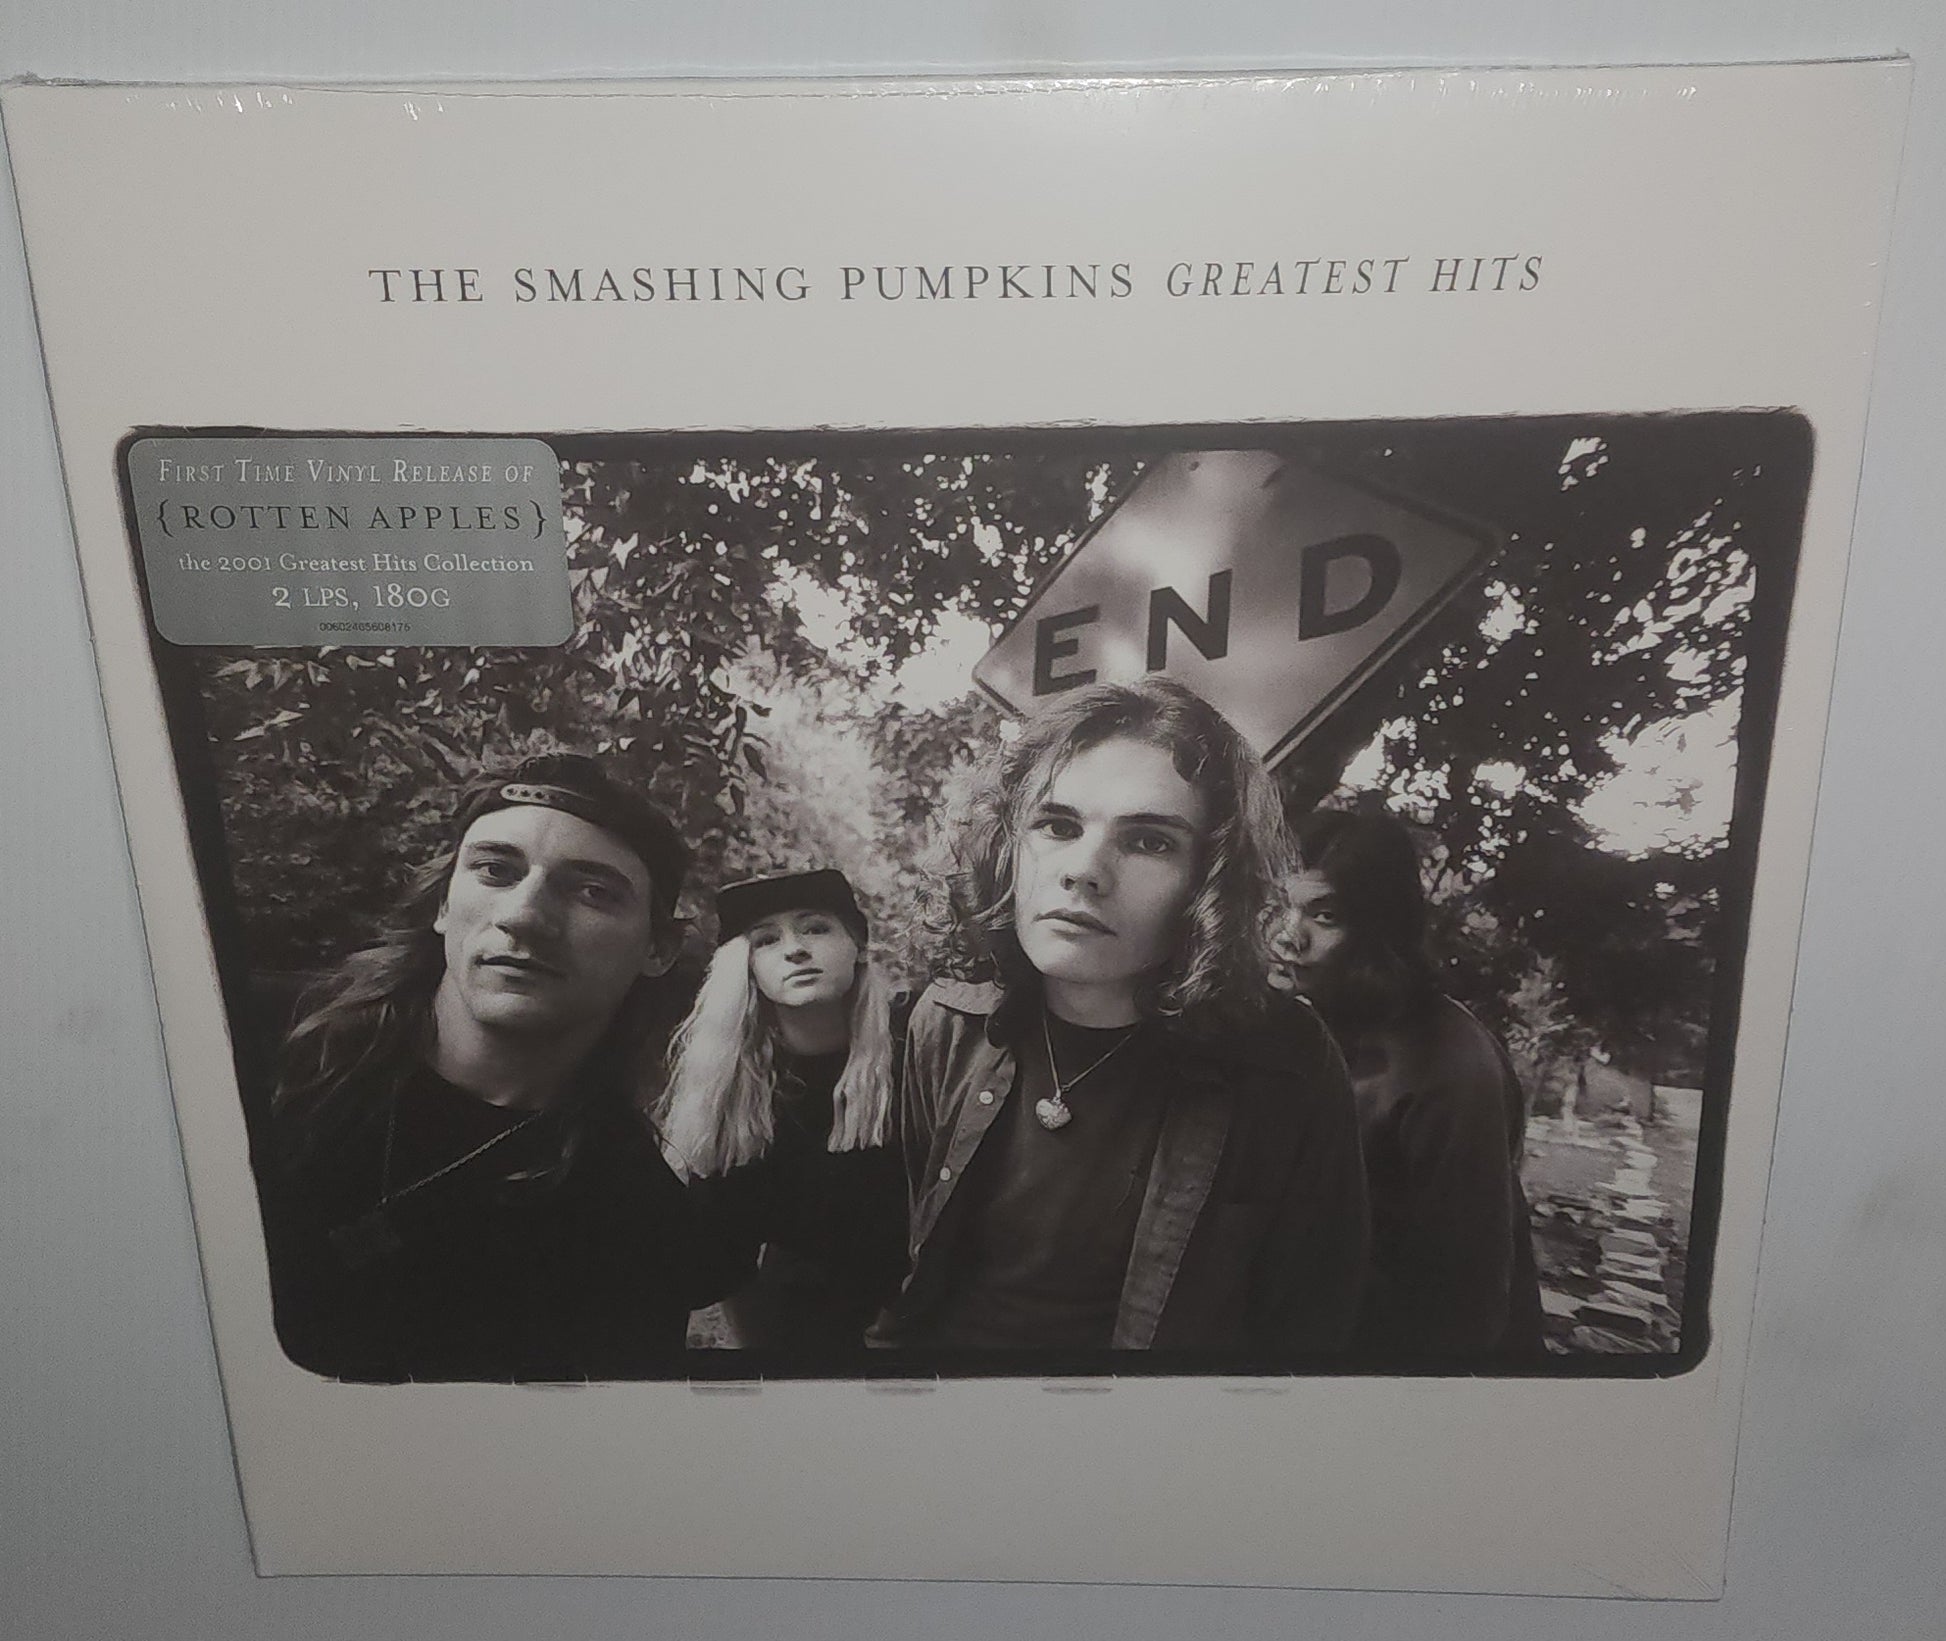 THE SMASHING PUMPKINS GREATEST HITS
FIRST TIME VINYL RELEASE OF
{ROTTEN APPLES}
the 2001 Greatest Hits Collection
2 LPS, 180G
00602465608176
END